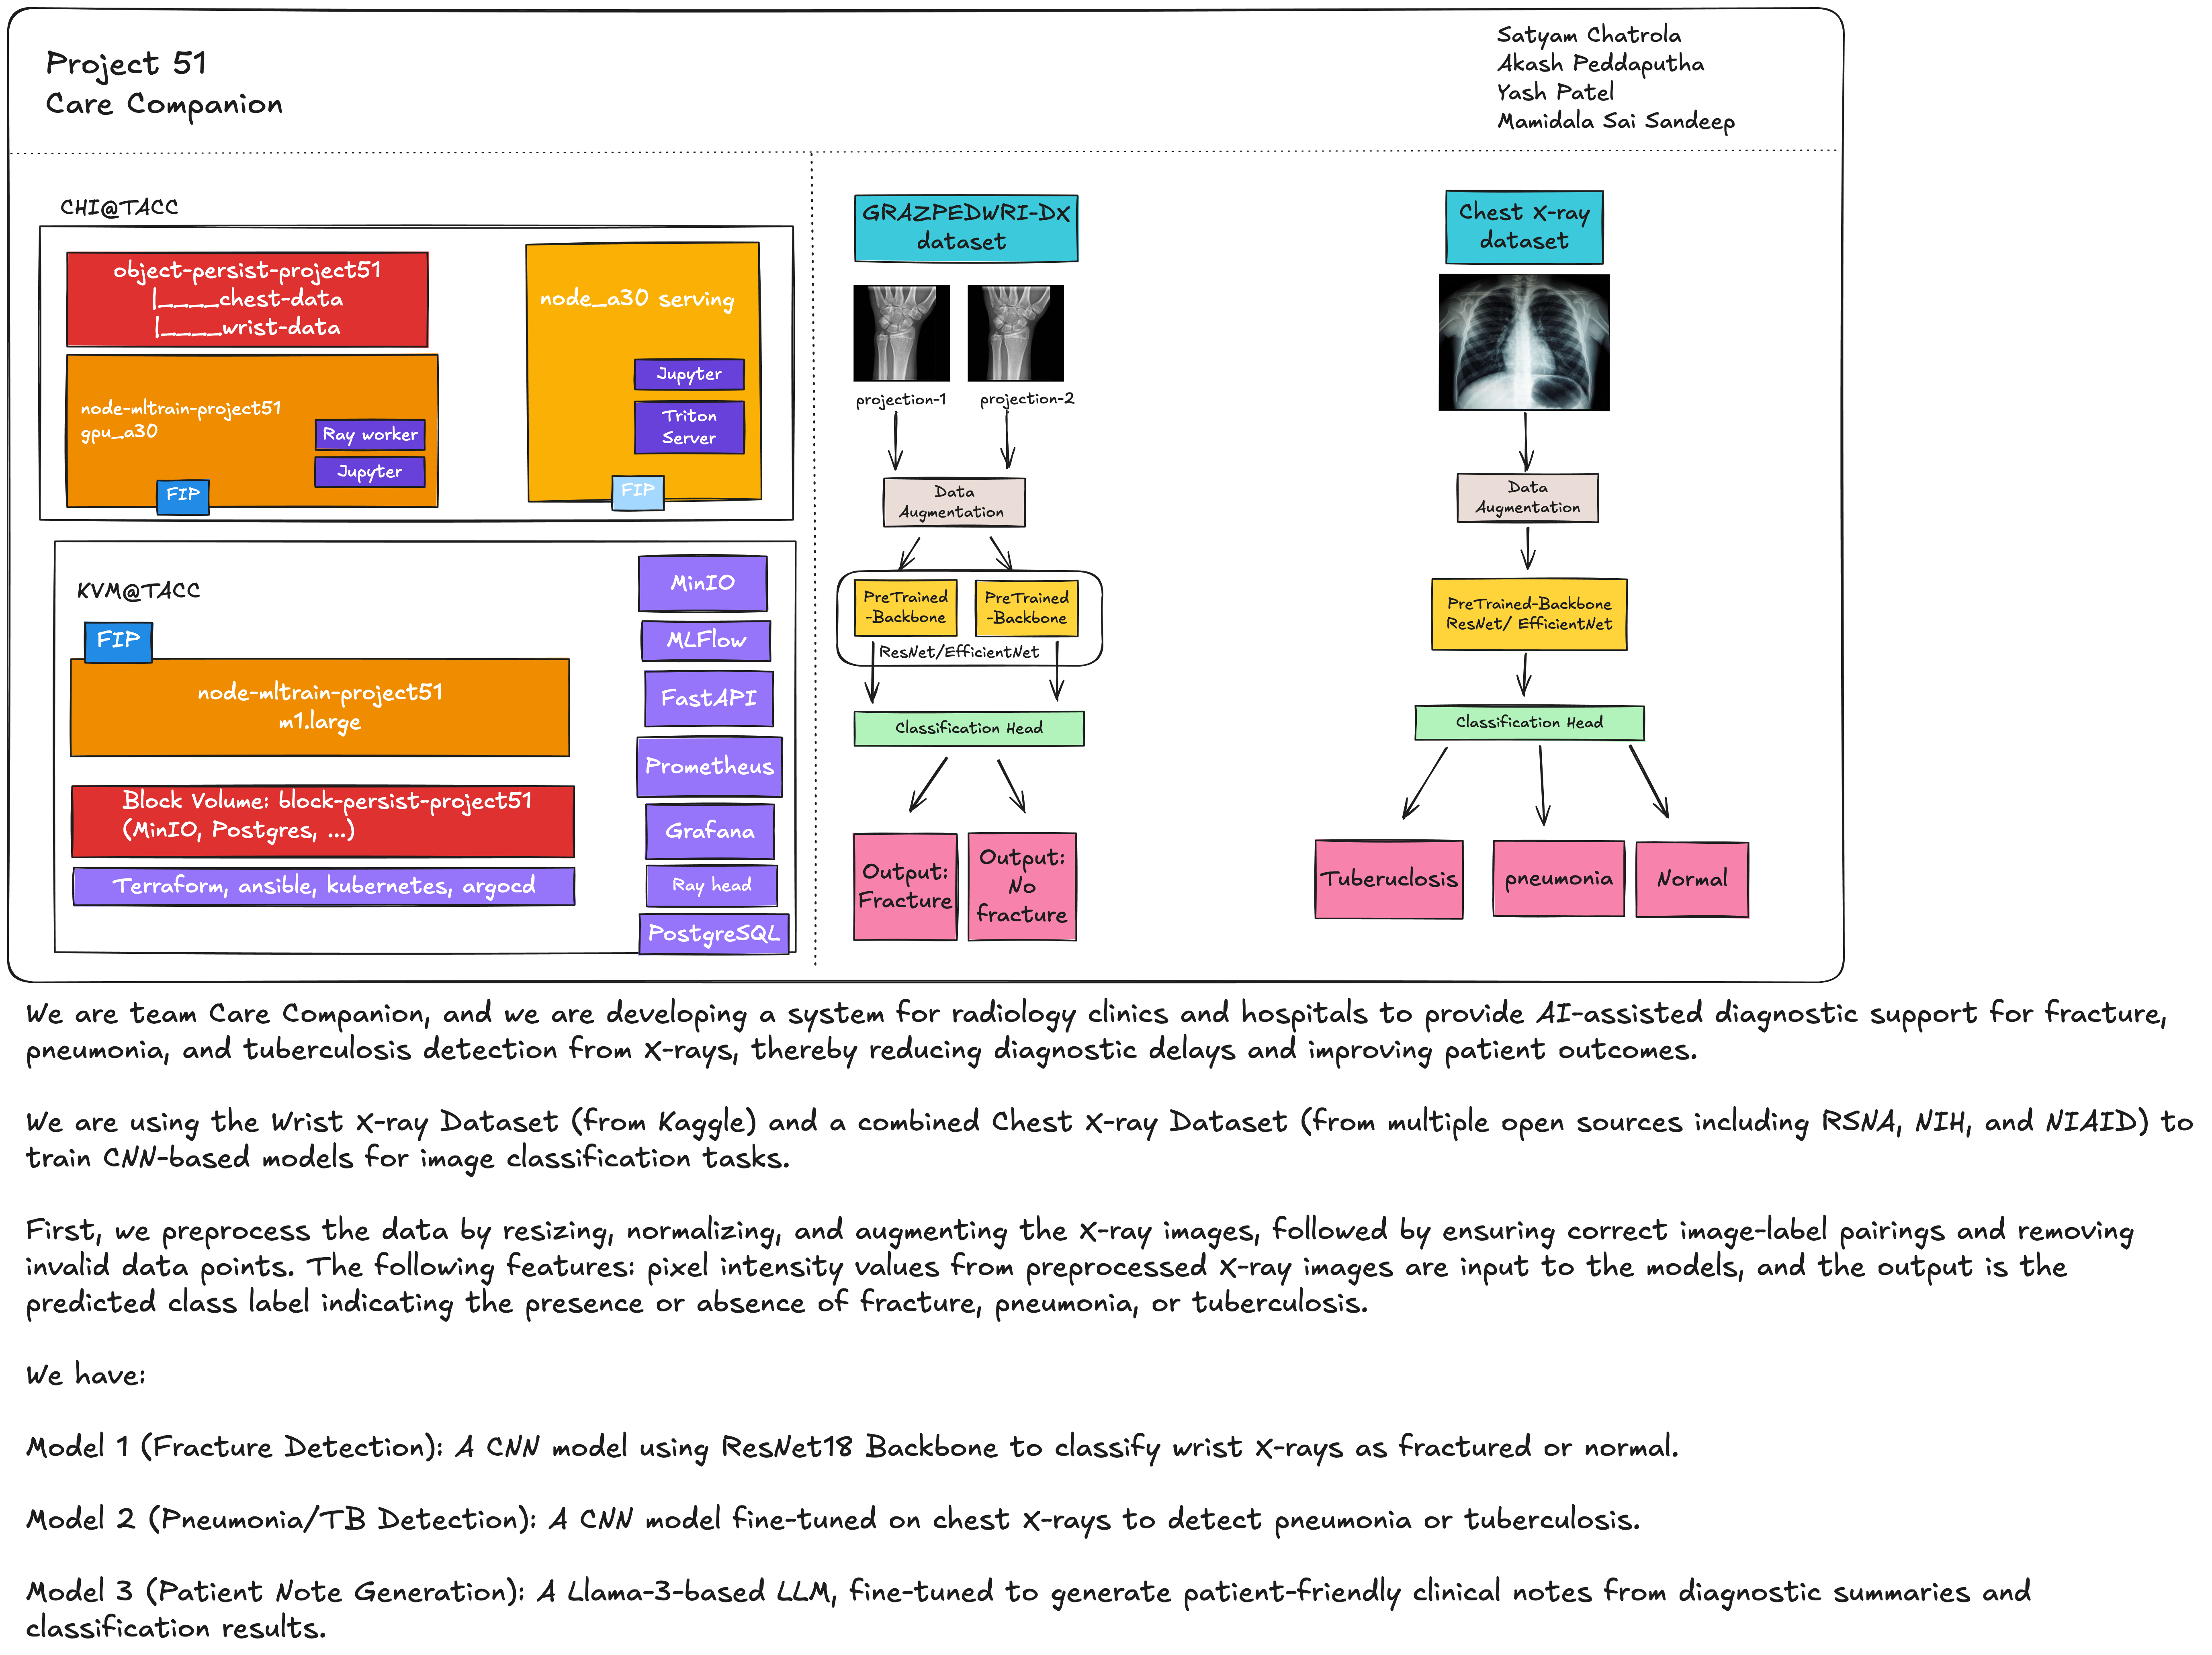 Project 51
Care Companion
Satyam Chatrola
Akash Peddaputha
Yash Patel
Mamidala Sai Sandeep
CHI@TACC
object-persist-project51
|____chest-data
|____wrist-data
node-mltrain-project51
gpu_a30
Ray worker
Jupyter
FIP
node_a30 serving
Jupyter
Triton
Server
FIP
KVM@TACC
FIP
node-mltrain-project51
m1.large
Block Volume: block-persist-project51
(MinIO, Postgres, ...)
Terraform, ansible, kubernetes, argocd
MinIO
MLFlow
FastAPI
Prometheus
Grafana
Ray head
PostgreSQL
GRAZPEDWRI-DX
dataset
projection-1
projection-2
Data
Augmentation
PreTrained
-Backbone
PreTrained
-Backbone
ResNet/EfficientNet
Classification Head
Output:
Fracture
Output:
No
fracture
Chest X-ray
dataset
Data
Augmentation
PreTrained-Backbone
ResNet/ EfficientNet
Classification Head
Tuberuclosis
pneumonia
Normal
We are team Care Companion, and we are developing a system for radiology clinics and hospitals to provide AI-assisted diagnostic support for fracture,
pneumonia, and tuberculosis detection from X-rays, thereby reducing diagnostic delays and improving patient outcomes.
We are using the Wrist X-ray Dataset (from Kaggle) and a combined Chest X-ray Dataset (from multiple open sources including RSNA, NIH, and NIAID) to
train CNN-based models for image classification tasks.
First, we preprocess the data by resizing, normalizing, and augmenting the X-ray images, followed by ensuring correct image-label pairings and removing
invalid data points. The following features: pixel intensity values from preprocessed X-ray images are input to the models, and the output is the
predicted class label indicating the presence or absence of fracture, pneumonia, or tuberculosis.
We have:
Model 1 (Fracture Detection): A CNN model using ResNet18 Backbone to classify wrist X-rays as fractured or normal.
Model 2 (Pneumonia/TB Detection): A CNN model fine-tuned on chest X-rays to detect pneumonia or tuberculosis.
Model 3 (Patient Note Generation): A Llama-3-based LLM, fine-tuned to generate patient-friendly clinical notes from diagnostic summaries and
classification results.